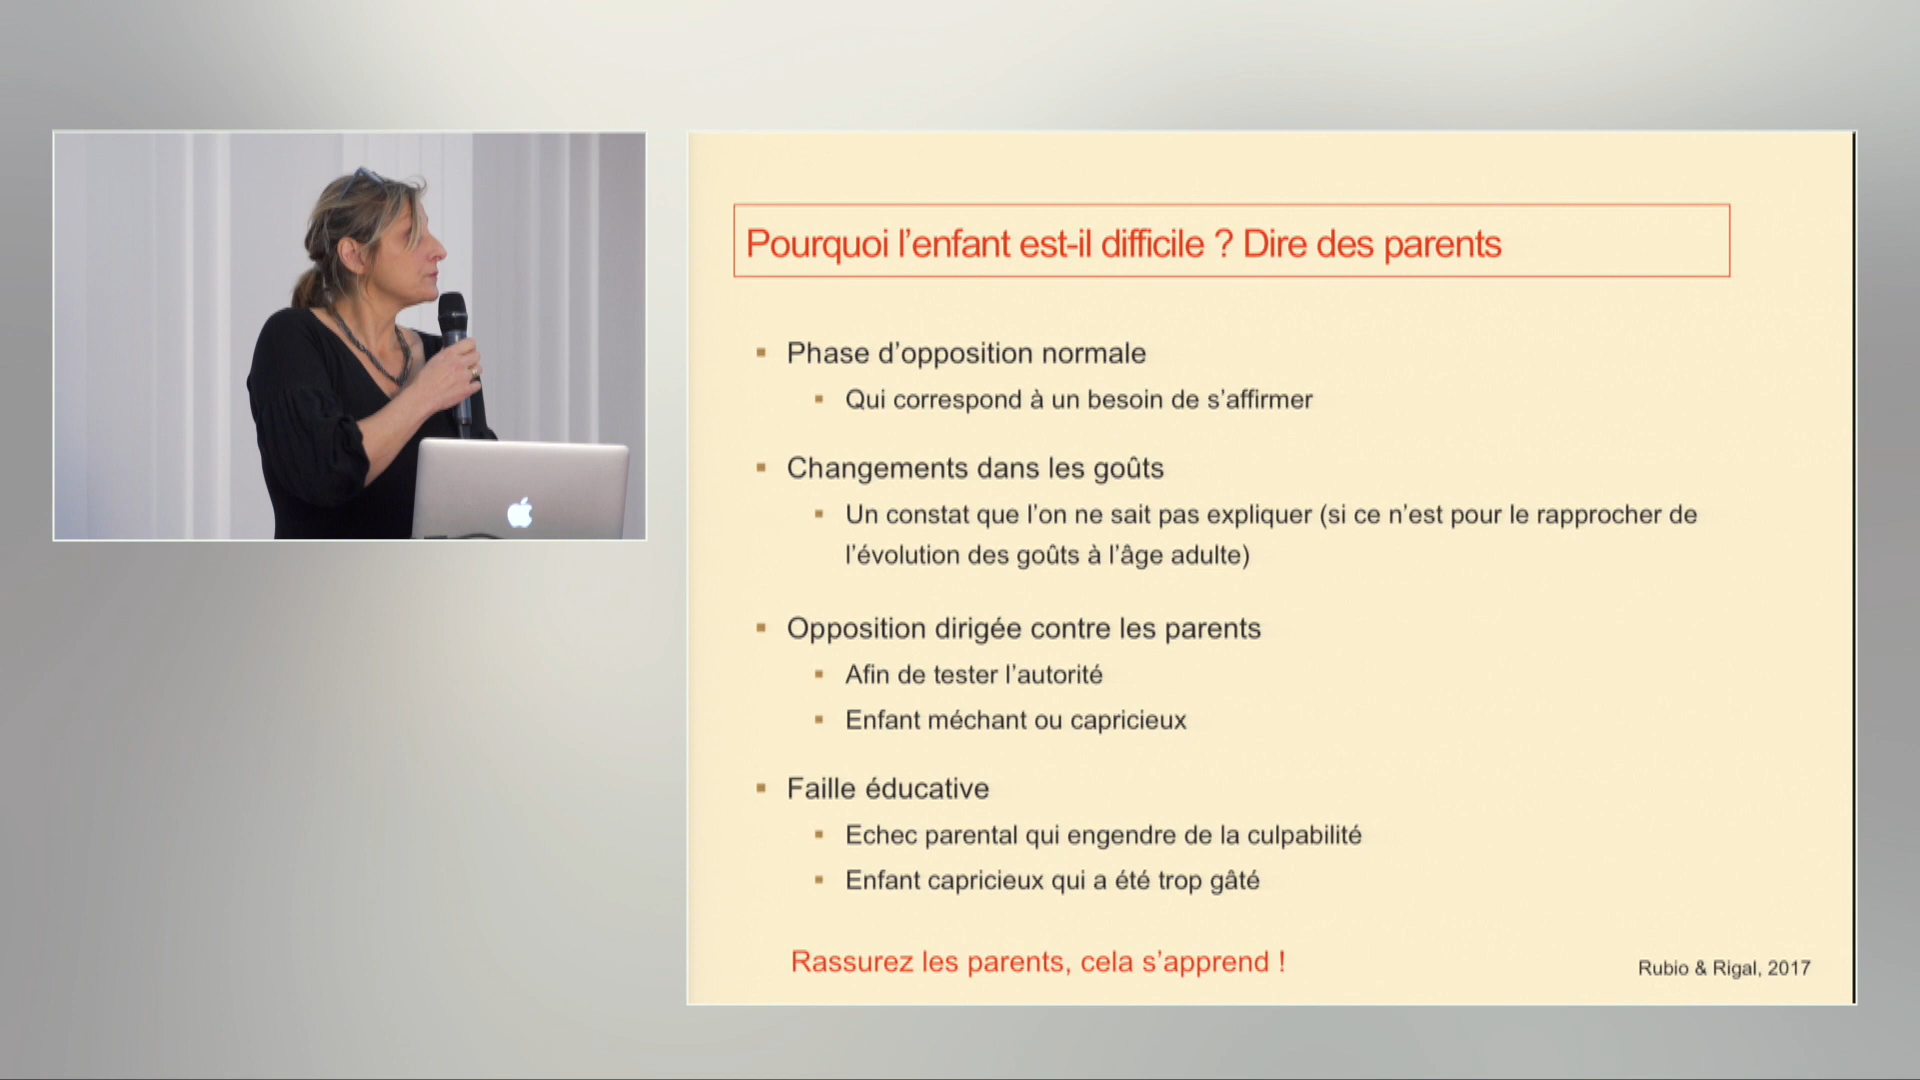 Pourquoi l’enfant est-il difficile ? Dire des parents
Phase d’opposition normale
Qui correspond à un besoin de s’affirmer
Changements dans les goûts
Un constat que l’on ne sait pas expliquer (si ce n’est pour le rapprocher de
l’évolution des goûts à l’âge adulte)
Opposition dirigée contre les parents
Afin de tester l’autorité
Enfant méchant ou capricieux
Faille éducative
Echec parental qui engendre de la culpabilité
Enfant capricieux qui a été trop gâté
Rassurez les parents, cela s’apprend !
Rubio & Rigal, 2017